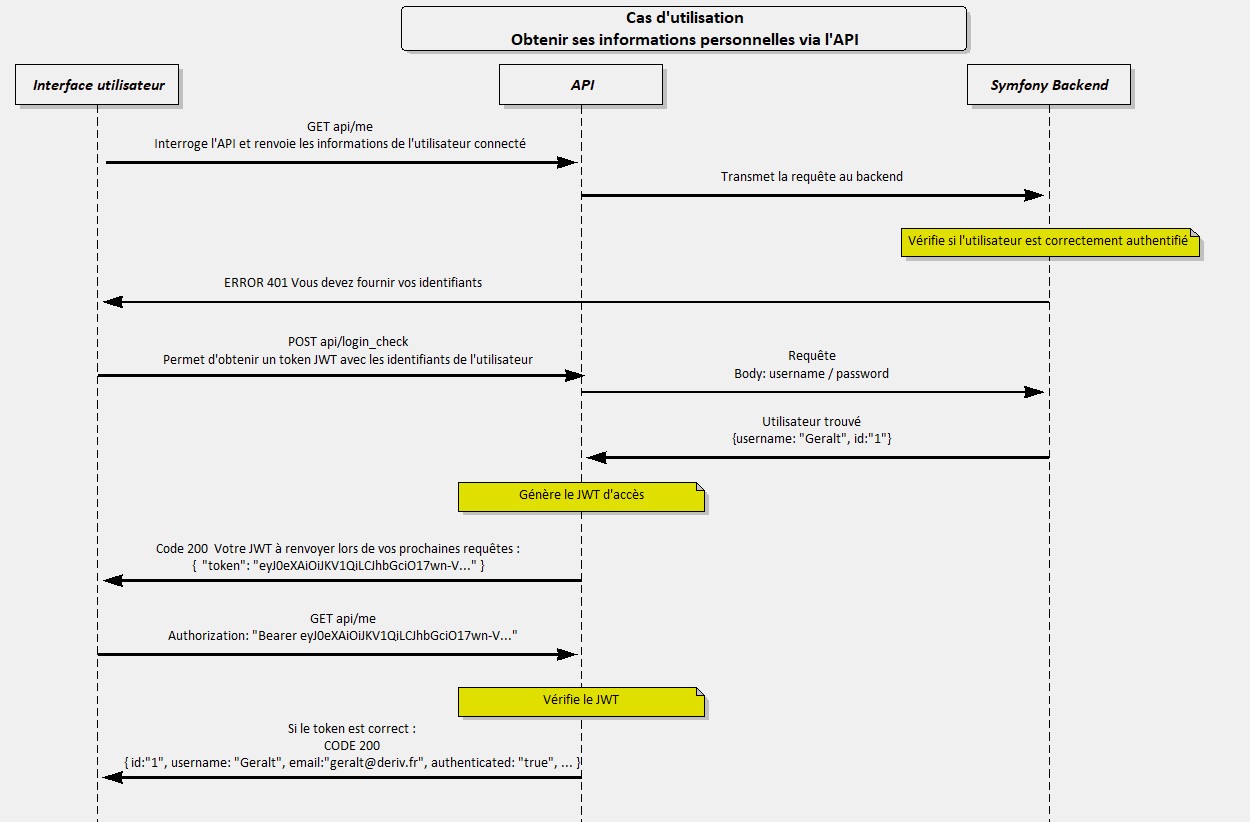 Cas d'utilisation
Obtenir ses informations personnelles via l'API
Interface utilisateur
API
Symfony Backend
GET api/me
Interroge l'API et renvoie les informations de l'utilisateur connecté
Transmet la requête au backend
Vérifie si l'utilisateur est correctement authentifié
ERROR 401 Vous devez fournir vos identifiants
POST api/login_check
Permet d'obtenir un token JWT avec les identifiants de l'utilisateur
Requête
Body: username / password
Utilisateur trouvé
{username: "Geralt", id:"1"}
Génère le JWT d'accès
Code 200  Votre JWT à renvoyer lors de vos prochaines requêtes :
{ "token": "eyJ0eXAiOiJKV1QiLCJhbGciO17wn-V..." }
GET api/me
Authorization: "Bearer eyJ0eXAiOiJKV1QiLCJhbGciO17wn-V..."
Vérifie le JWT
Si le token est correct :
CODE 200
{ id:"1", username: "Geralt", email:"geralt@deriv.fr", authenticated: "true", ... }